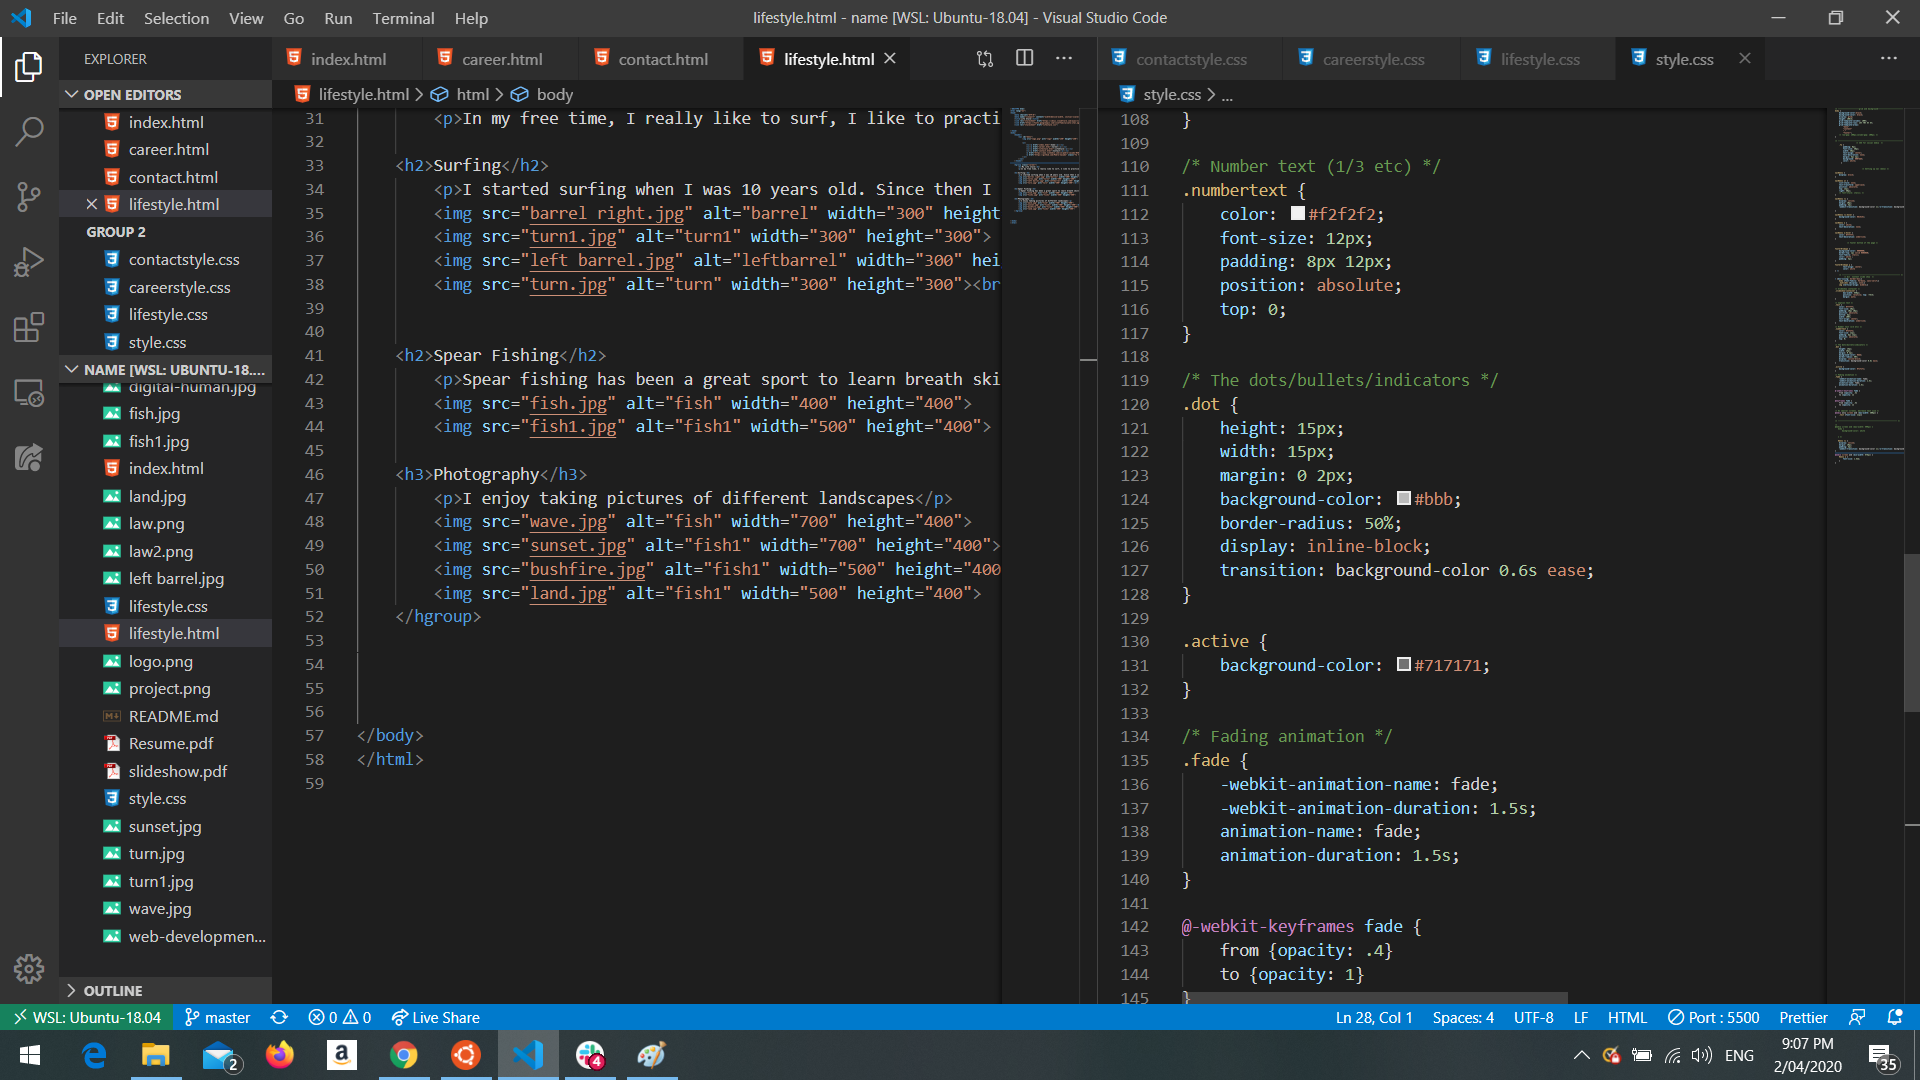 File Edit Selection View Go Run Terminal Help
lifestyle.html - name [WSL: Ubuntu-18.04] - Visual Studio Code
EXPLORER
OPEN EDITORS
index.html
career.html
contact.html
lifestyle.html
GROUP 2
contactstyle.css
careerstyle.css
lifestyle.css
style.css
NAME [WSL: UBUNTU-18....
digital-human.jpg
fish.jpg
fish1.jpg
index.html
land.jpg
law.png
law2.png
left barrel.jpg
lifestyle.css
lifestyle.html
logo.png
project.png
README.md
Resume.pdf
slideshow.pdf
style.css
sunset.jpg
turn.jpg
turn1.jpg
wave.jpg
web-developmen...
OUTLINE
index.html career.html contact.html lifestyle.html
lifestyle.html > html > body
31 <p>In my free time, I really like to surf, I like to practi
32
33 <h2>Surfing</h2>
34 <p>I started surfing when I was 10 years old. Since then I
35 <img src="barrel right.jpg" alt="barrel" width="300" height
36 <img src="turn1.jpg" alt="turn1" width="300" height="300">
37 <img src="left barrel.jpg" alt="leftbarrel" width="300" hei
38 <img src="turn.jpg" alt="turn" width="300" height="300"><br
39
40
41 <h2>Spear Fishing</h2>
42 <p>Spear fishing has been a great sport to learn breath ski
43 <img src="fish.jpg" alt="fish" width="400" height="400">
44 <img src="fish1.jpg" alt="fish1" width="500" height="400">
45
46 <h3>Photography</h3>
47 <p>I enjoy taking pictures of different landscapes</p>
48 <img src="wave.jpg" alt="fish" width="700" height="400">
49 <img src="sunset.jpg" alt="fish1" width="700" height="400">
50 <img src="bushfire.jpg" alt="fish1" width="500" height="400
51 <img src="land.jpg" alt="fish1" width="500" height="400">
52 </hgroup>
53
54
55
56
57 </body>
58 </html>
59
contactstyle.css careerstyle.css lifestyle.css style.css
style.css > ...
108 }
109
110 /* Number text (1/3 etc) */
111 .numbertext {
112 color: #f2f2f2;
113 font-size: 12px;
114 padding: 8px 12px;
115 position: absolute;
116 top: 0;
117 }
118
119 /* The dots/bullets/indicators */
120 .dot {
121 height: 15px;
122 width: 15px;
123 margin: 0 2px;
124 background-color: #bbb;
125 border-radius: 50%;
126 display: inline-block;
127 transition: background-color 0.6s ease;
128 }
129
130 .active {
131 background-color: #717171;
132 }
133
134 /* Fading animation */
135 .fade {
136 -webkit-animation-name: fade;
137 -webkit-animation-duration: 1.5s;
138 animation-name: fade;
139 animation-duration: 1.5s;
140 }
141
142 @-webkit-keyframes fade {
143 from {opacity: .4}
144 to {opacity: 1}
145 }
WSL: Ubuntu-18.04 master 0 0 Live Share Ln 28, Col 1 Spaces: 4 UTF-8 LF HTML Port : 5500 Prettier
2 4 ENG 9:07 PM
2/04/2020 35